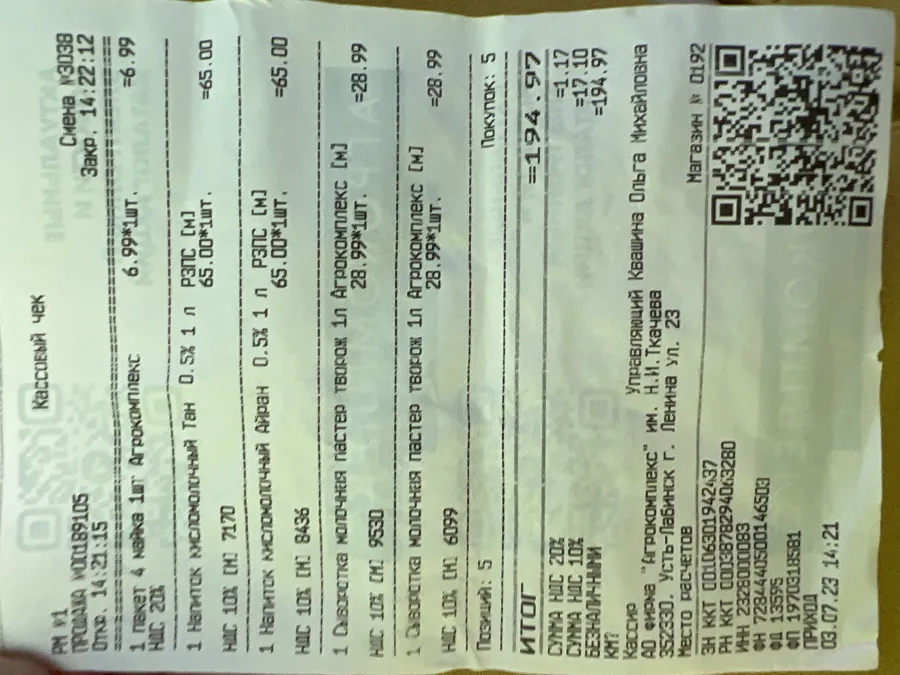 Кассовый чек
РМ №1 Смена №3038
ПРОДАЖА №00189105 Закр. 14:22:12
Откр. 14:21:15
1 Пакет 4 майка 1шт Агрокомплекс 6.99*1шт. =6.99
НДС 20%
1 Напиток кисломолочный Тан 0.5% 1 л РЗПС [М] 65.00*1шт. =65.00
НДС 10% [М] 7170
1 Напиток кисломолочный Айран 0.5% 1 л РЗПС [М] 65.00*1шт. =65.00
НДС 10% [М] 8436
1 Сыворотка молочная пастер творож 1л Агрокомплекс [М] 28.99*1шт. =28.99
НДС 10% [М] 9530
1 Сыворотка молочная пастер творож 1л Агрокомплекс [М] 28.99*1шт. =28.99
НДС 10% [М] 6099
Позиций: 5 Покупок: 5
ИТОГ =194.97
СУММА НДС 20% =1.17
СУММА НДС 10% =17.10
БЕЗНАЛИЧНЫМИ =194.97
КМ?
Кассир Управляющий Квашина Ольга Михайловна
АО Фирма "Агрокомплекс" им. Н.И.Ткачева
352330. Усть-Лабинск г. Ленина ул. 23
Место расчетов Магазин № 0192
ЗН ККТ 00106301942437
РН ККТ 0003878294063280
ИНН 2328000083
ФН 7284440500146503
ФД 13595
ФП 1970318581
ПРИХОД
03.07.23 14:21